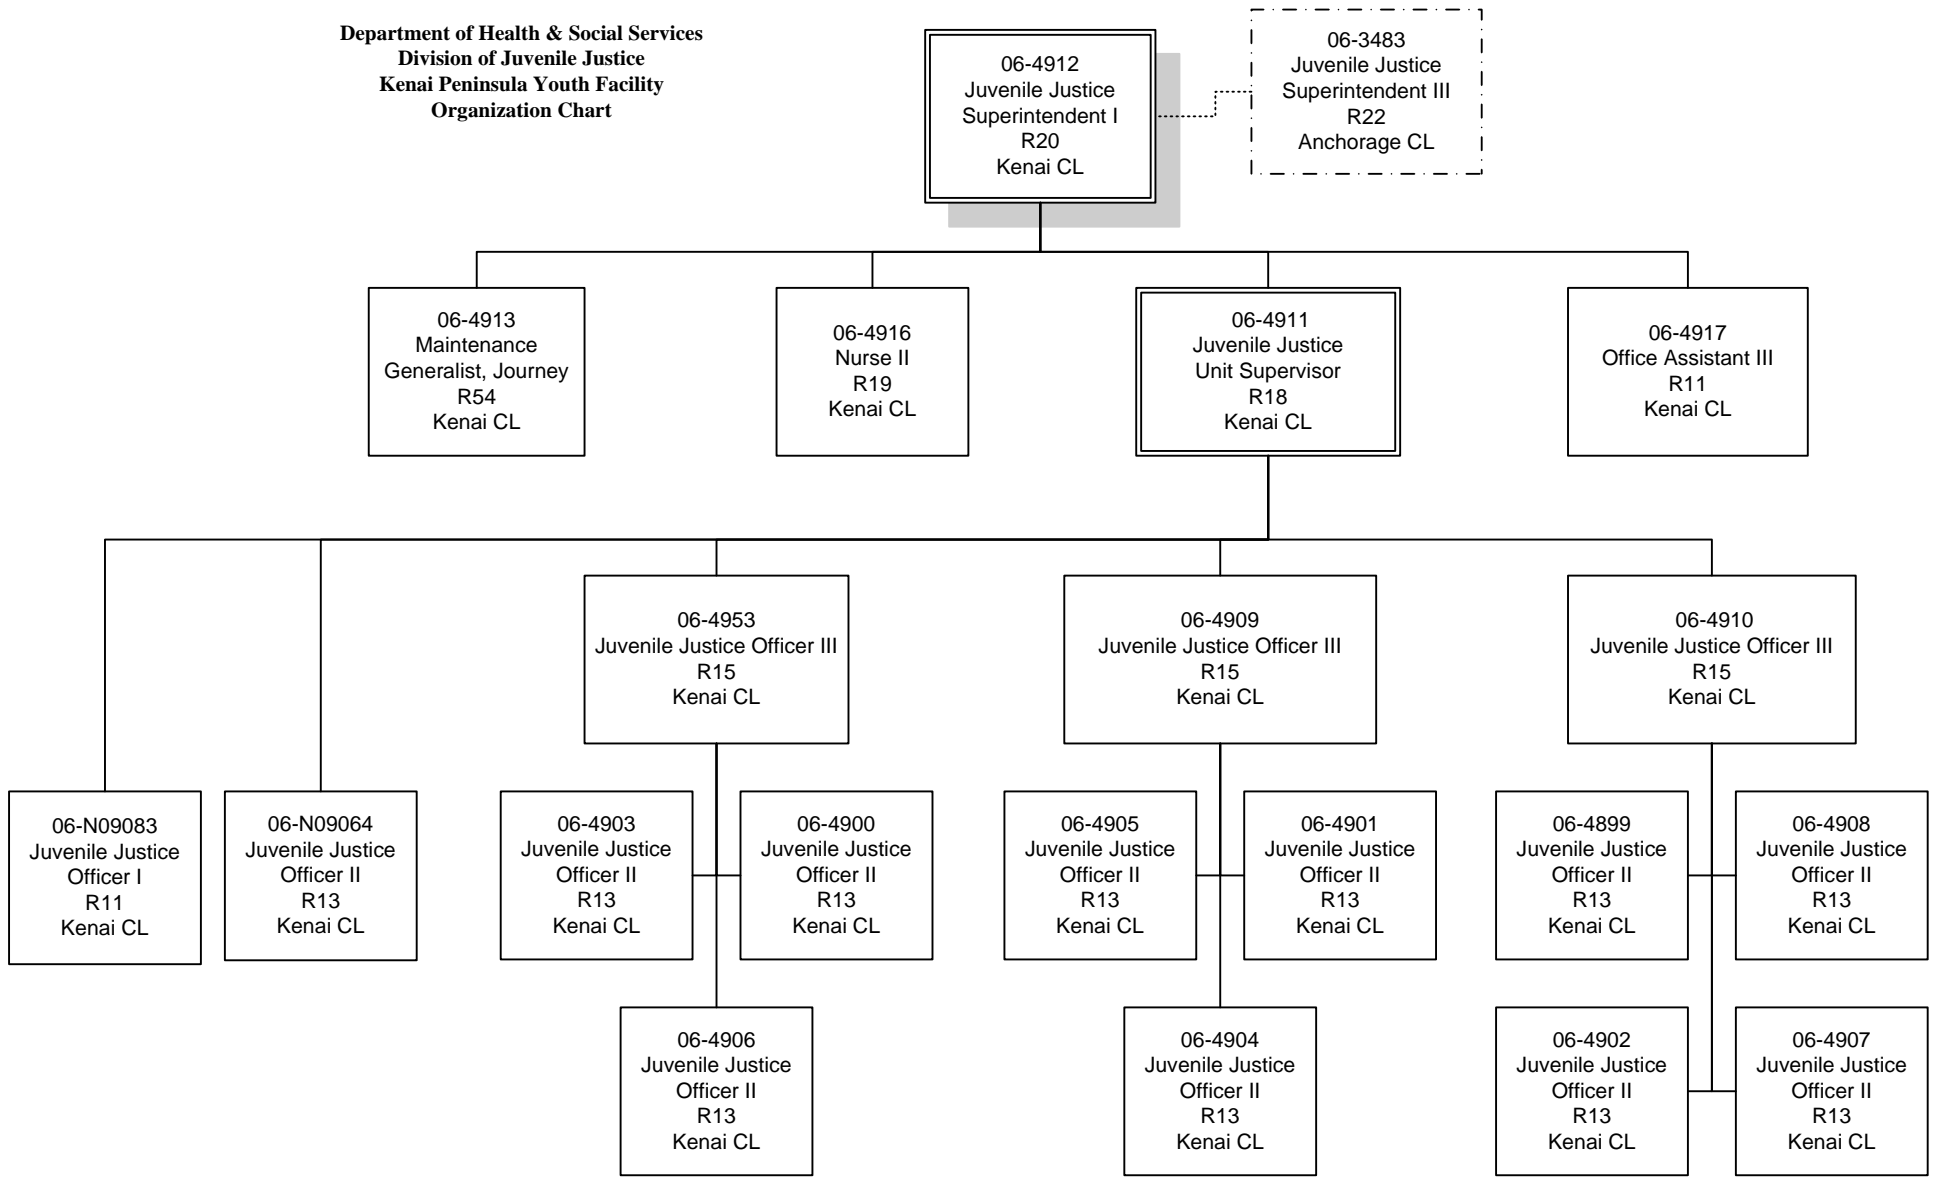 Department of Health & Social Services
Division of Juvenile Justice
Kenai Peninsula Youth Facility
Organization Chart
06-4912
Juvenile Justice
Superintendent I
R20
Kenai CL
06-3483
Juvenile Justice
Superintendent III
R22
Anchorage CL
06-4913
Maintenance
Generalist, Journey
R54
Kenai CL
06-4916
Nurse II
R19
Kenai CL
06-4911
Juvenile Justice
Unit Supervisor
R18
Kenai CL
06-4917
Office Assistant III
R11
Kenai CL
06-4953
Juvenile Justice Officer III
R15
Kenai CL
06-4909
Juvenile Justice Officer III
R15
Kenai CL
06-4910
Juvenile Justice Officer III
R15
Kenai CL
06-N09083
Juvenile Justice
Officer I
R11
Kenai CL
06-N09064
Juvenile Justice
Officer II
R13
Kenai CL
06-4903
Juvenile Justice
Officer II
R13
Kenai CL
06-4900
Juvenile Justice
Officer II
R13
Kenai CL
06-4905
Juvenile Justice
Officer II
R13
Kenai CL
06-4901
Juvenile Justice
Officer II
R13
Kenai CL
06-4899
Juvenile Justice
Officer II
R13
Kenai CL
06-4908
Juvenile Justice
Officer II
R13
Kenai CL
06-4906
Juvenile Justice
Officer II
R13
Kenai CL
06-4904
Juvenile Justice
Officer II
R13
Kenai CL
06-4902
Juvenile Justice
Officer II
R13
Kenai CL
06-4907
Juvenile Justice
Officer II
R13
Kenai CL